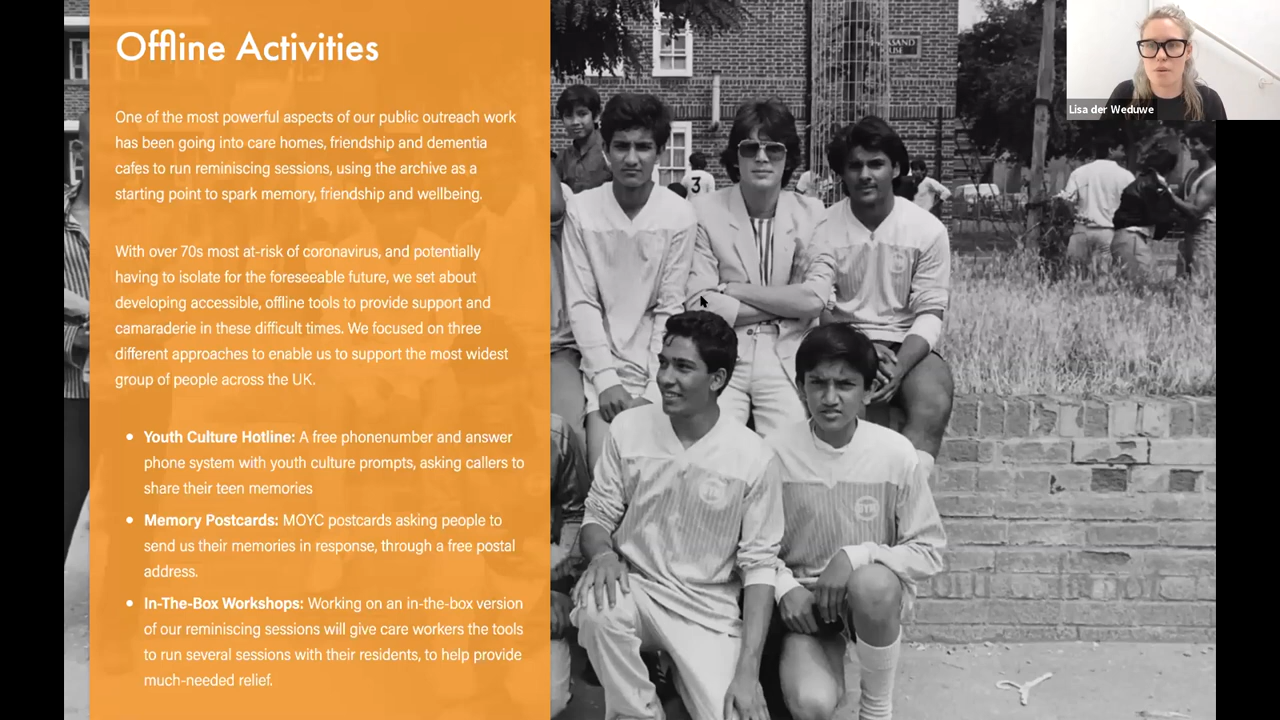 Offline Activities
One of the most powerful aspects of our public outreach work
has been going into care homes, friendship and dementia
cafes to run reminiscing sessions, using the archive as a
starting point to spark memory, friendship and wellbeing.
With over 70s most at-risk of coronavirus, and potentially
having to isolate for the foreseeable future, we set about
developing accessible, offline tools to provide support and
camaraderie in these difficult times. We focused on three
different approaches to enable us to support the most widest
group of people across the UK.
• Youth Culture Hotline: A free phonenumber and answer
phone system with youth culture prompts, asking callers to
share their teen memories
• Memory Postcards: MOYC postcards asking people to
send us their memories in response, through a free postal
address.
• In-The-Box Workshops: Working on an in-the-box version
of our reminiscing sessions will give care workers the tools
to run several sessions with their residents, to help provide
much-needed relief.
3
Lisa der Weduwe